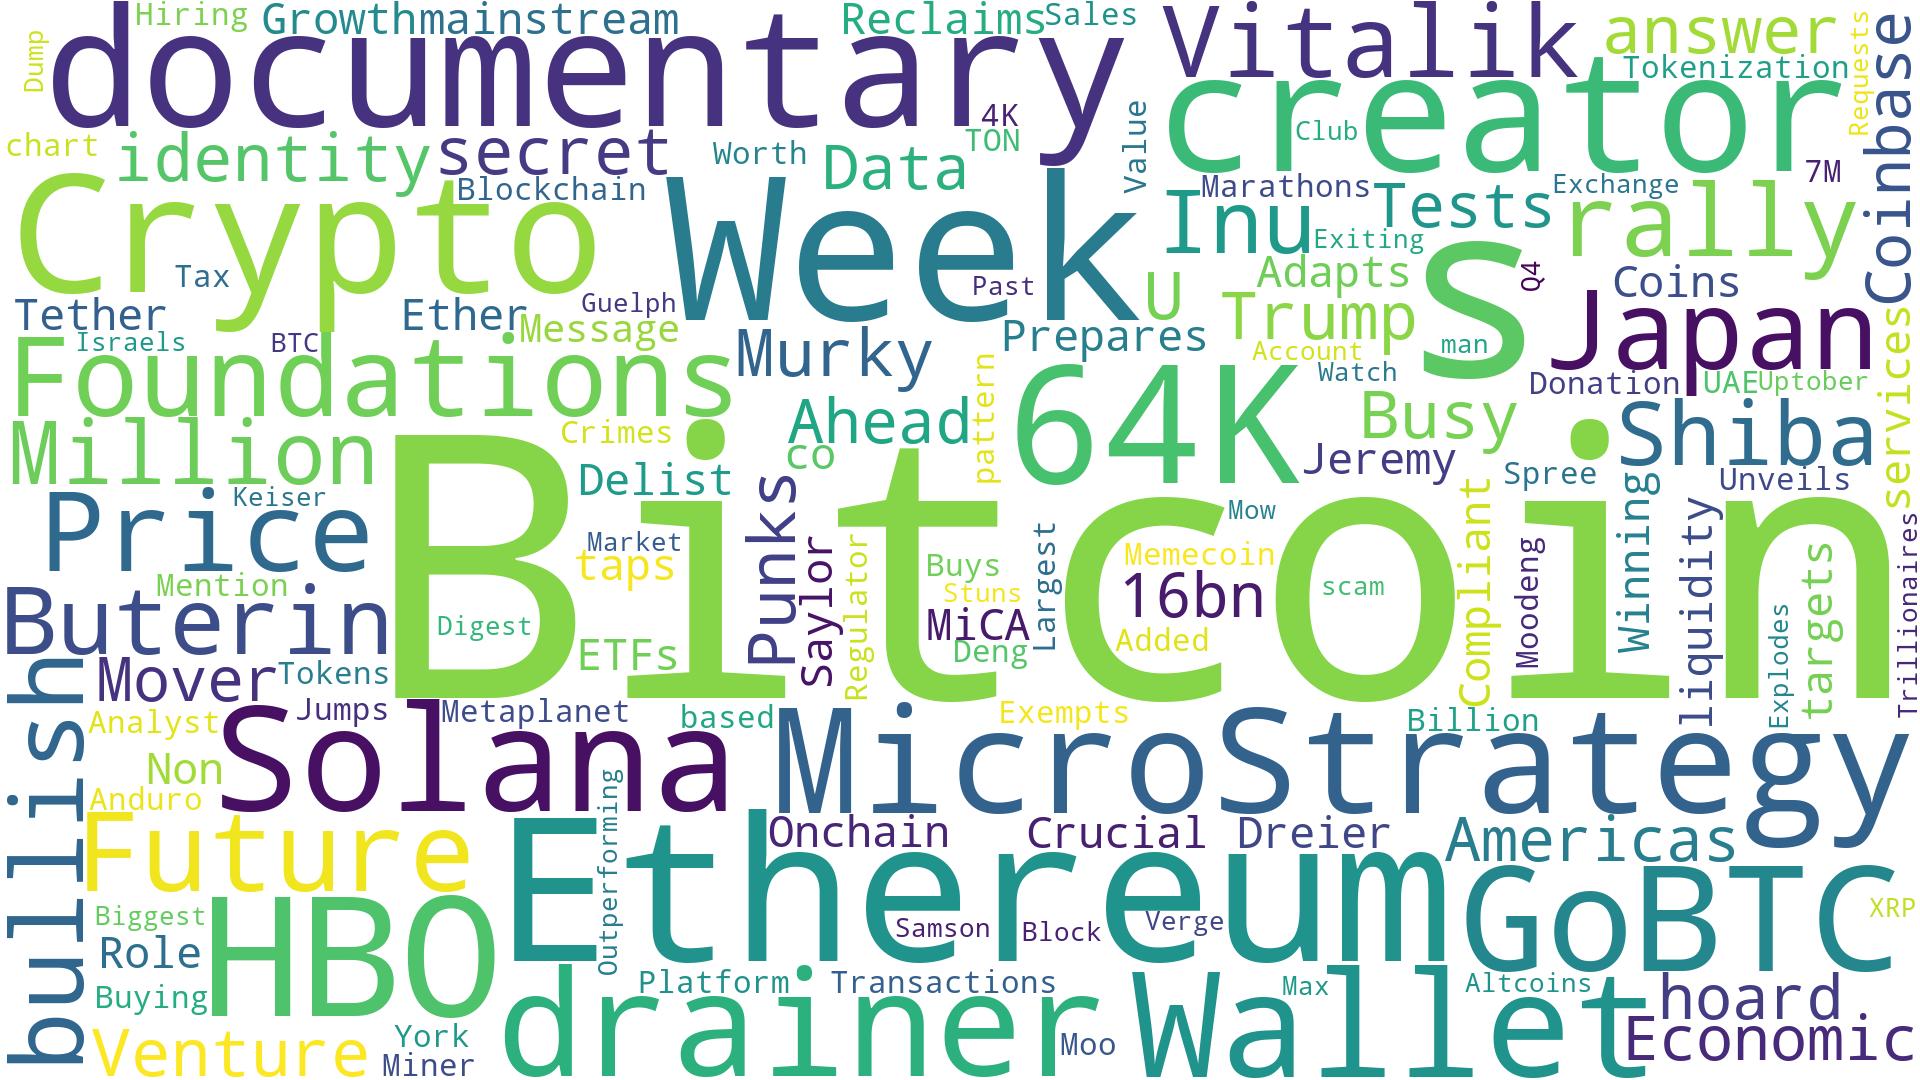 Hiring
Growthmainstream
Reclaims
Sales
Vitalik
answer
Requests
Coinbase
Dump
documentary
Tokenization
creator
4K
TON
Value
Club
chart
identity
secret
Worth
Data
7M
Crypto
Blockchain
Week
Inu
Marathons
Tests
Exchange
rally
Exiting
Tax
Past
U
Adapts
S
Q4
Coins
Tether
Ether
Guelph
Message
Prepares
Trump
Japan
Israels
BTC
Murky
man
Account
Foundations
pattern
64K
Watch
Donation
UAE
Uptober
services
Million
Crimes
Ahead
co
Busy
Shiba
Delist
Jeremy
Spree
Unveils
Price
Keiser
Bitcoin
Punks
Mow
Compliant
Winning
liquidity
Trillionaires
Market
taps
Saylor
Regulator
Buys
Largest
Memecoin
Moodeng
targets
Mention
Stuns
16bn
scam
Buterin
Digest
MiCA
Added
Explodes
ETFs
Deng
bullish
Mover
Tokens
Analyst
Jumps
Metaplanet
based
Exempts
Billion
Solana
MicroStrategy
Non
Anduro
Outperforming
Future
Ethereum
Onchain
Crucial
Dreier
Americas
GoBTC
HBO
Biggest
Samson
Block
Verge
XRP
Role
Buying
drainer
Platform
Transactions
Wallet
Max
Altcoins
hoard
Venture
York
Miner
Moo
Economic